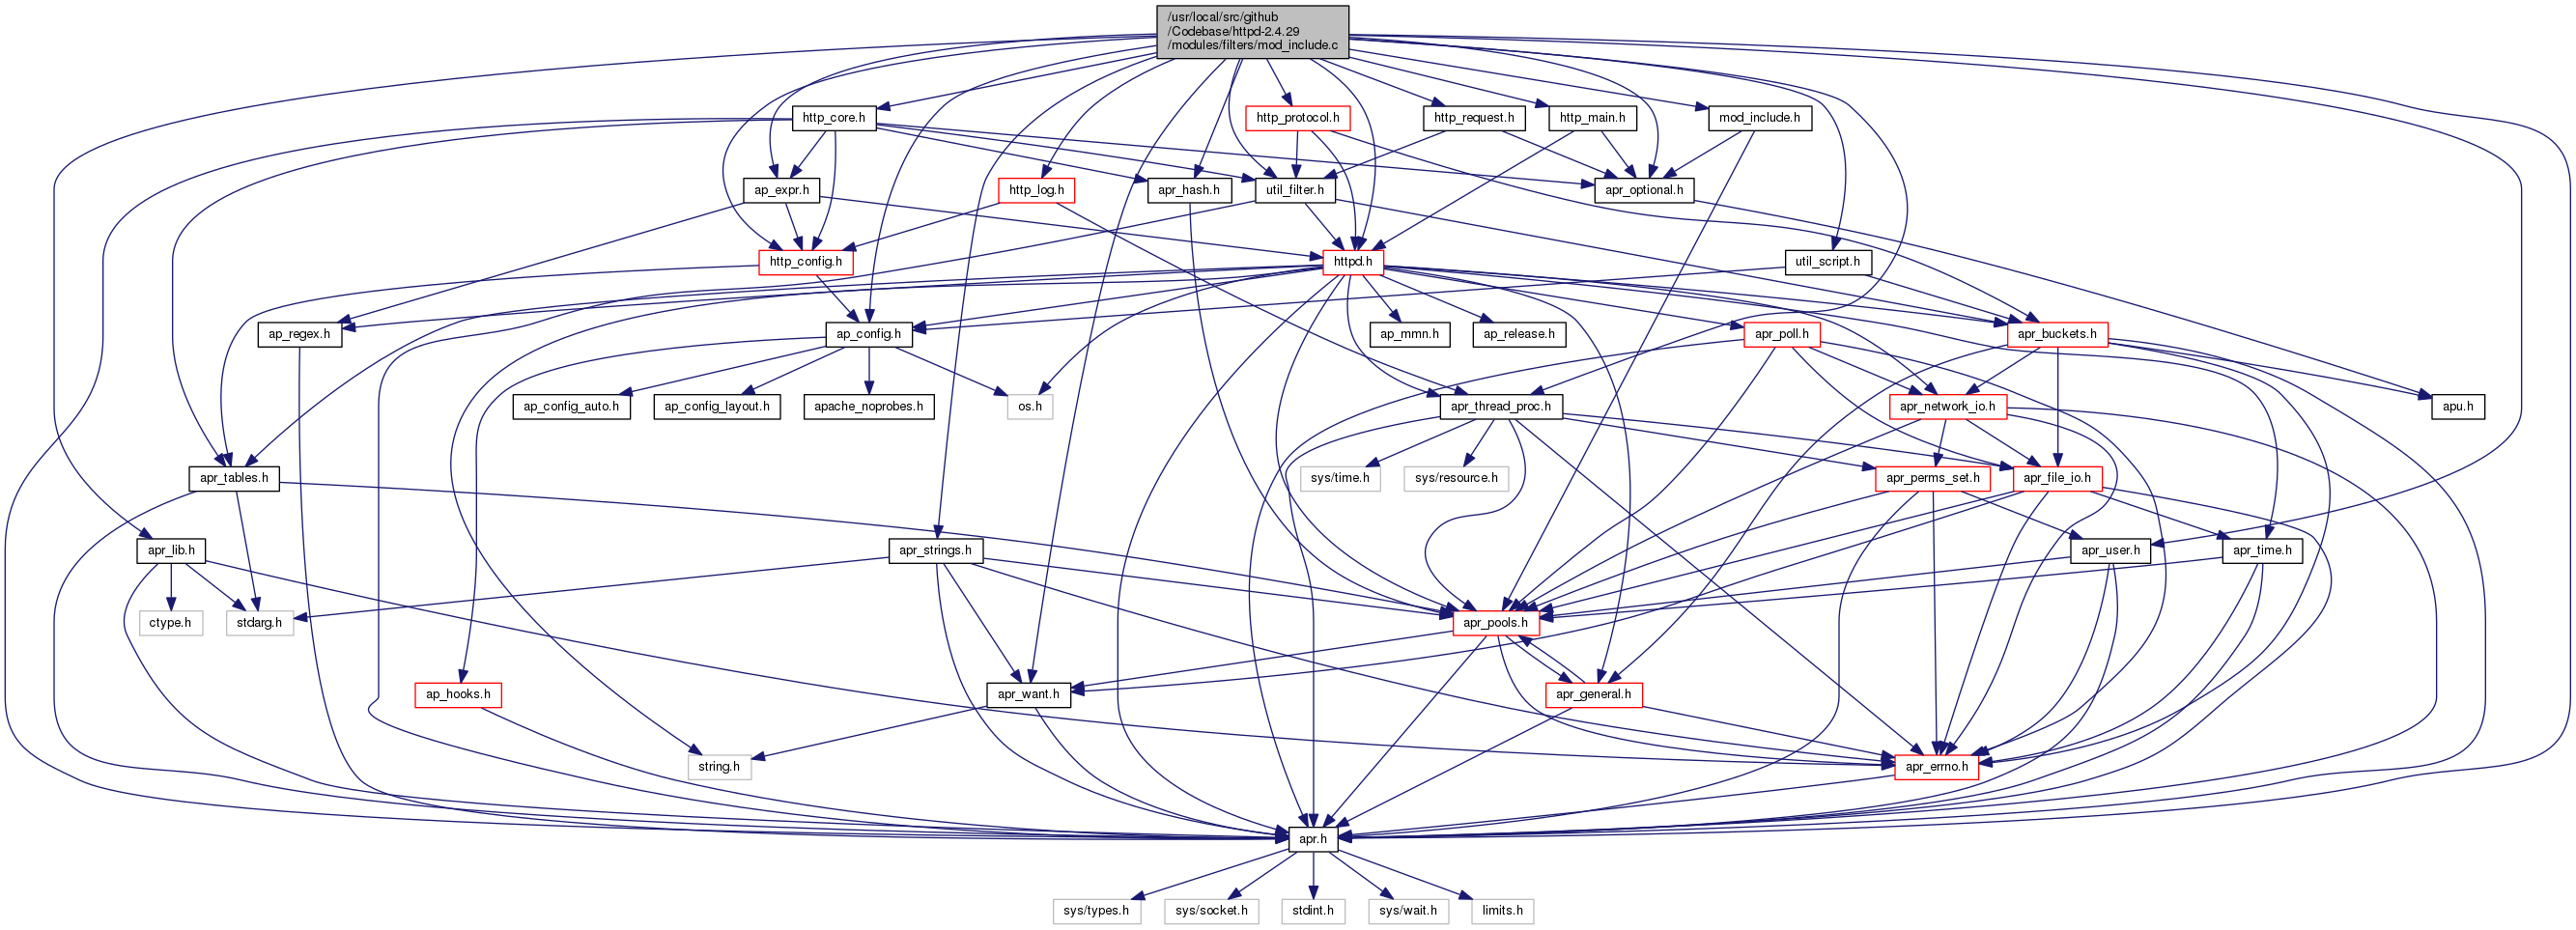 /usr/local/src/github
/Codebase/httpd-2.4.29
/modules/filters/mod_include.c
http_core.h
http_protocol.h
http_request.h
http_main.h
mod_include.h
ap_expr.h
http_log.h
apr_hash.h
util_filter.h
apr_optional.h
http_config.h
httpd.h
util_script.h
ap_regex.h
ap_config.h
ap_mmn.h
ap_release.h
apr_poll.h
apr_buckets.h
ap_config_auto.h
ap_config_layout.h
apache_noprobes.h
os.h
apr_thread_proc.h
apr_network_io.h
apu.h
apr_tables.h
sys/time.h
sys/resource.h
apr_perms_set.h
apr_file_io.h
apr_lib.h
apr_strings.h
apr_user.h
apr_time.h
ctype.h
stdarg.h
apr_pools.h
ap_hooks.h
apr_want.h
apr_general.h
string.h
apr_errno.h
apr.h
sys/types.h
sys/socket.h
stdint.h
sys/wait.h
limits.h